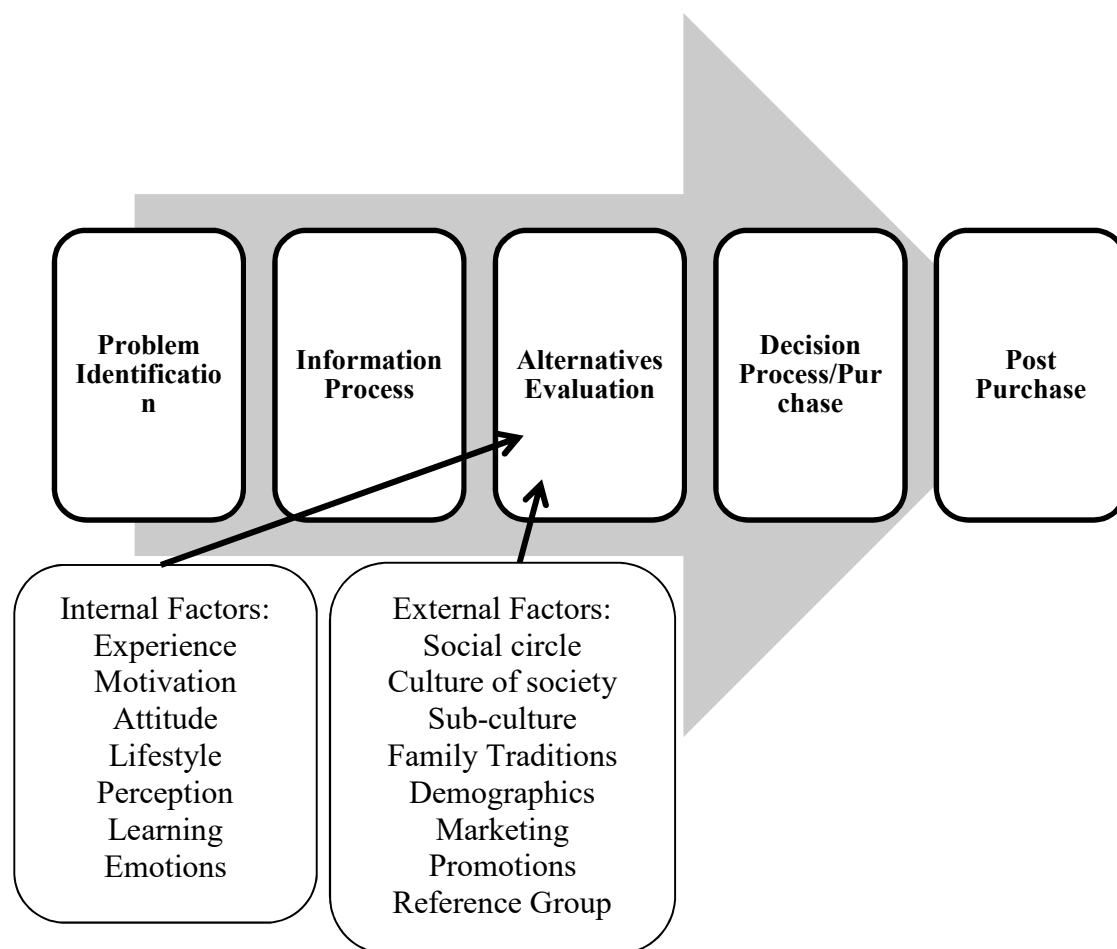 Problem
Identificatio
n
Information
Process
Alternatives
Evaluation
Decision
Process/Pur
chase
Post
Purchase
Internal Factors:
Experience
Motivation
Attitude
Lifestyle
Perception
Learning
Emotions
External Factors:
Social circle
Culture of society
Sub-culture
Family Traditions
Demographics
Marketing
Promotions
Reference Group